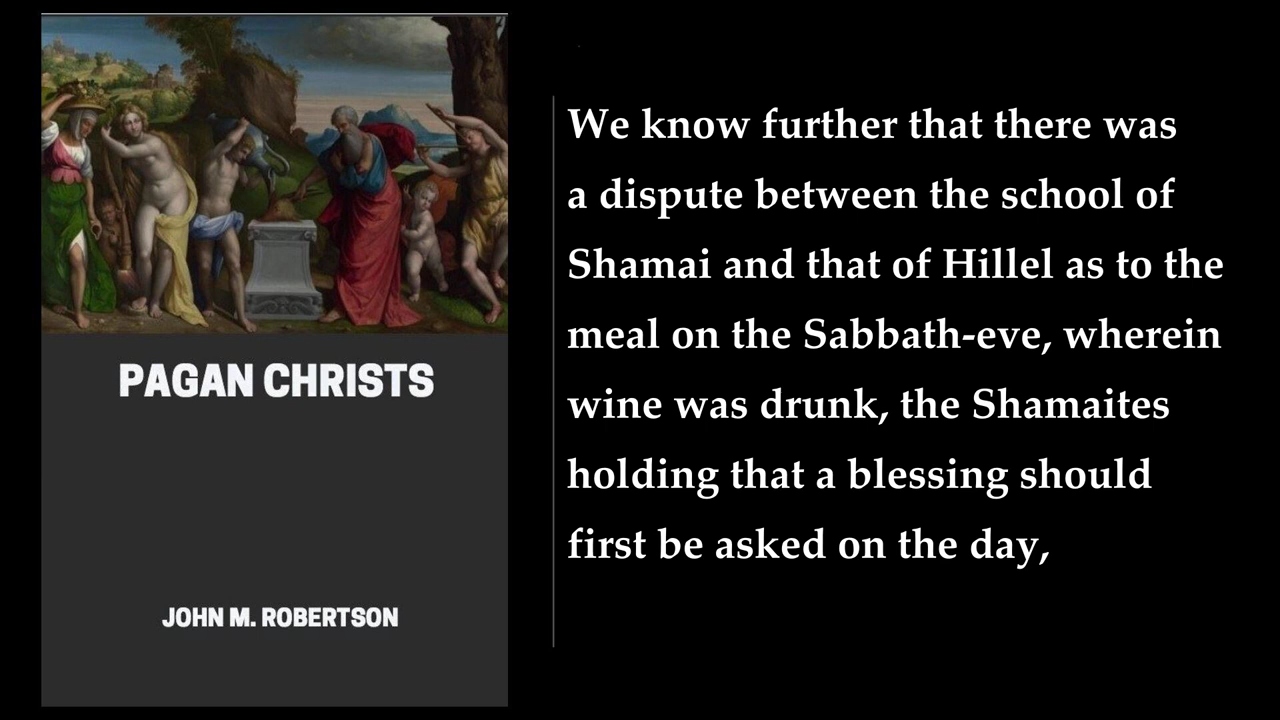 PAGAN CHRISTS
JOHN M. ROBERTSON
We know further that there was
a dispute between the school of
Shamai and that of Hillel as to the
meal on the Sabbath-eve, wherein
wine was drunk, the Shamaites
holding that a blessing should
first be asked on the day,